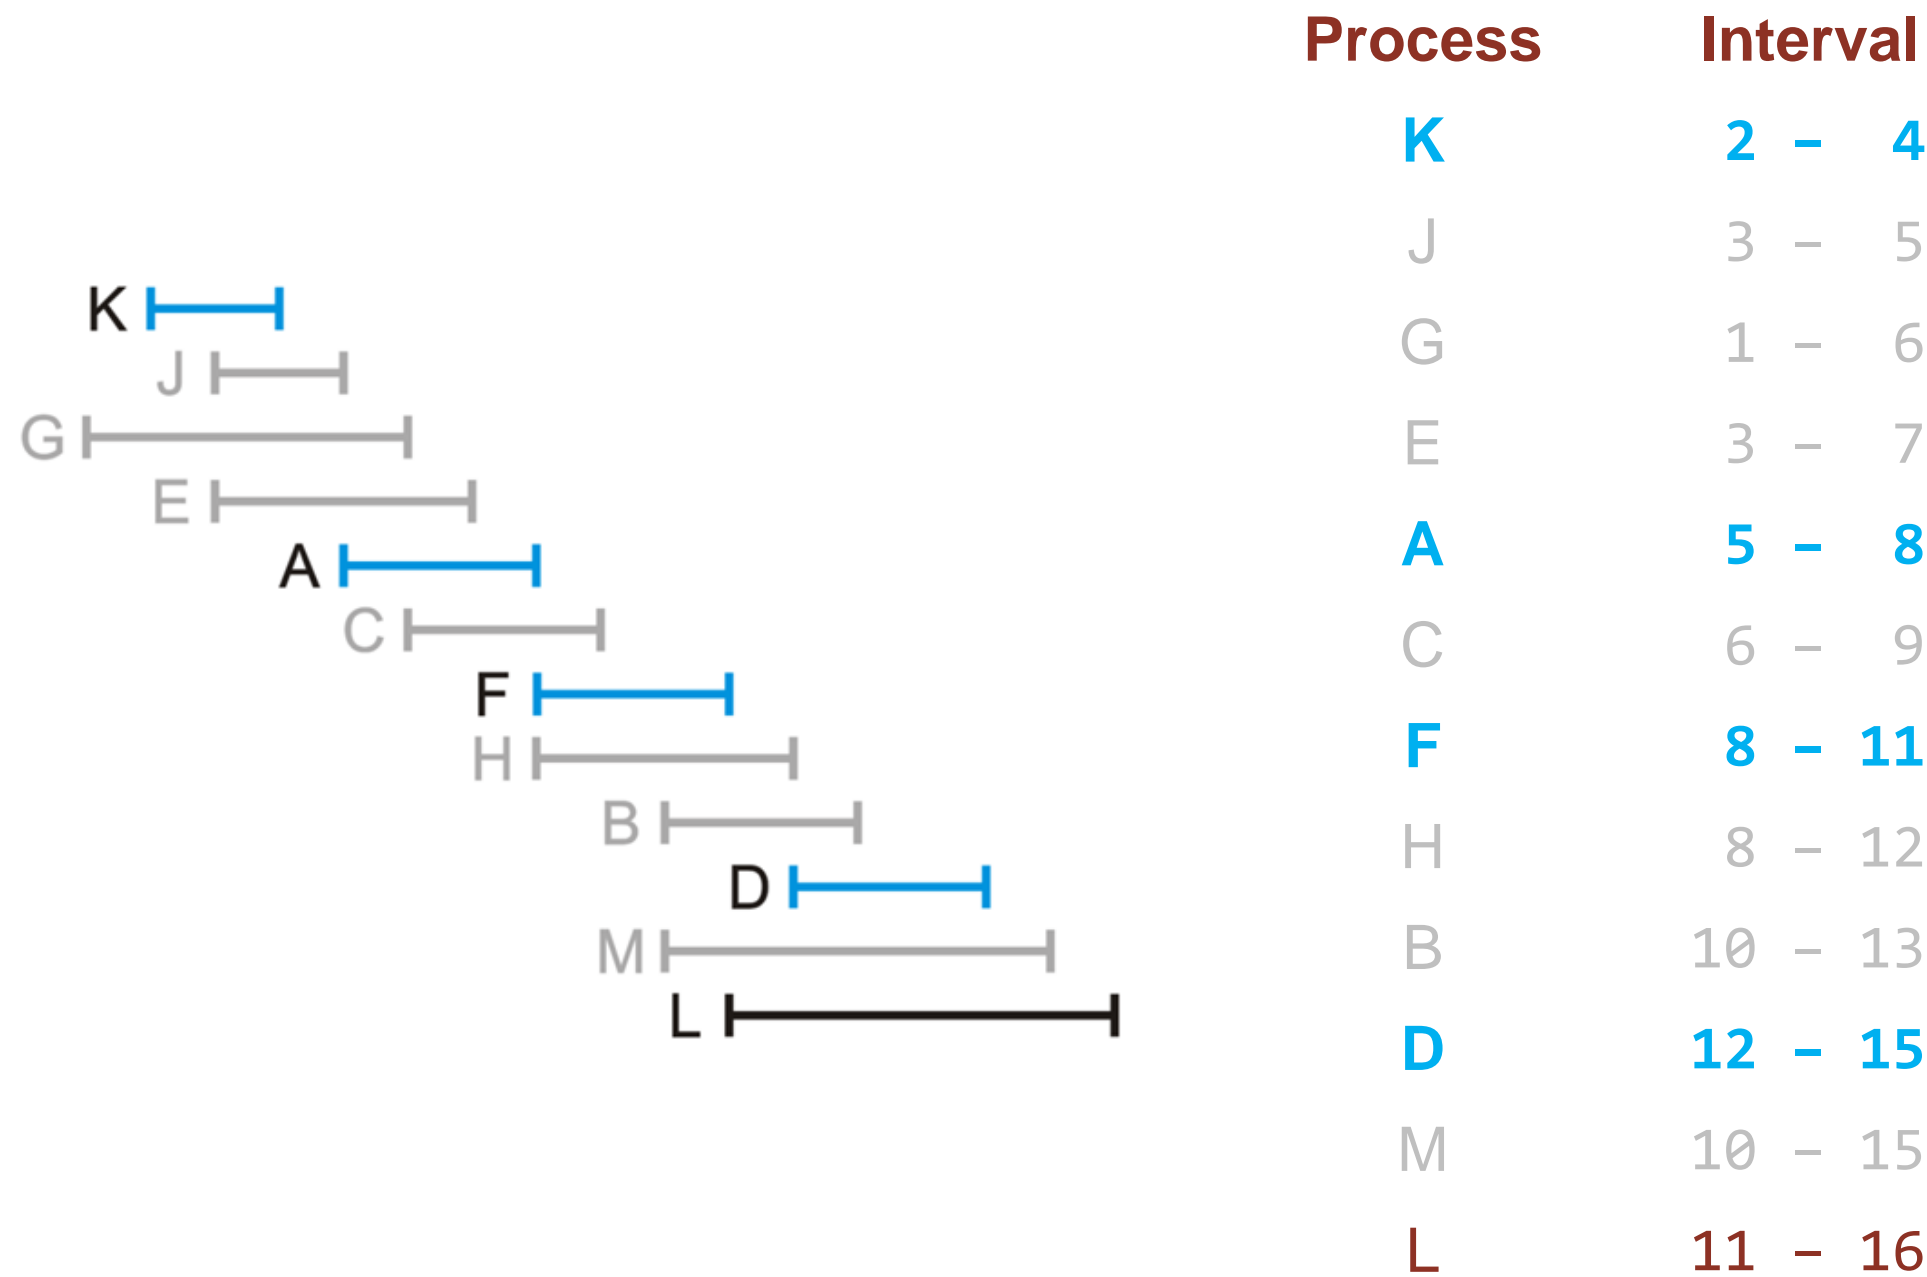 Process Interval
K 2 – 4
J 3 – 5
G 1 – 6
E 3 – 7
A 5 – 8
C 6 – 9
F 8 – 11
H 8 – 12
B 10 – 13
D 12 – 15
M 10 – 15
L 11 – 16
K
J
G
E
A
C
F
H
B
D
M
L